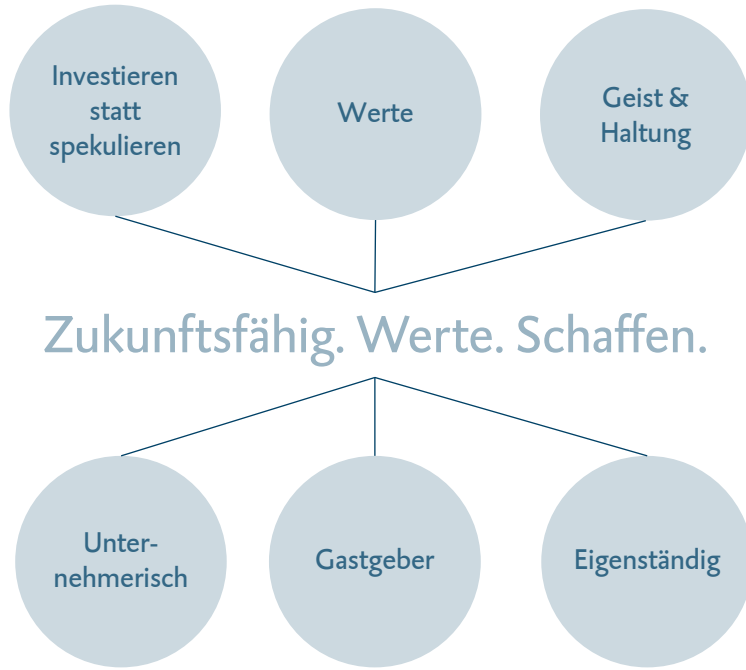 Investieren
statt
spekulieren
Werte
Geist &
Haltung
Zukunftsfähig. Werte. Schaffen.
Unter-
nehmerisch
Gastgeber
Eigenständig